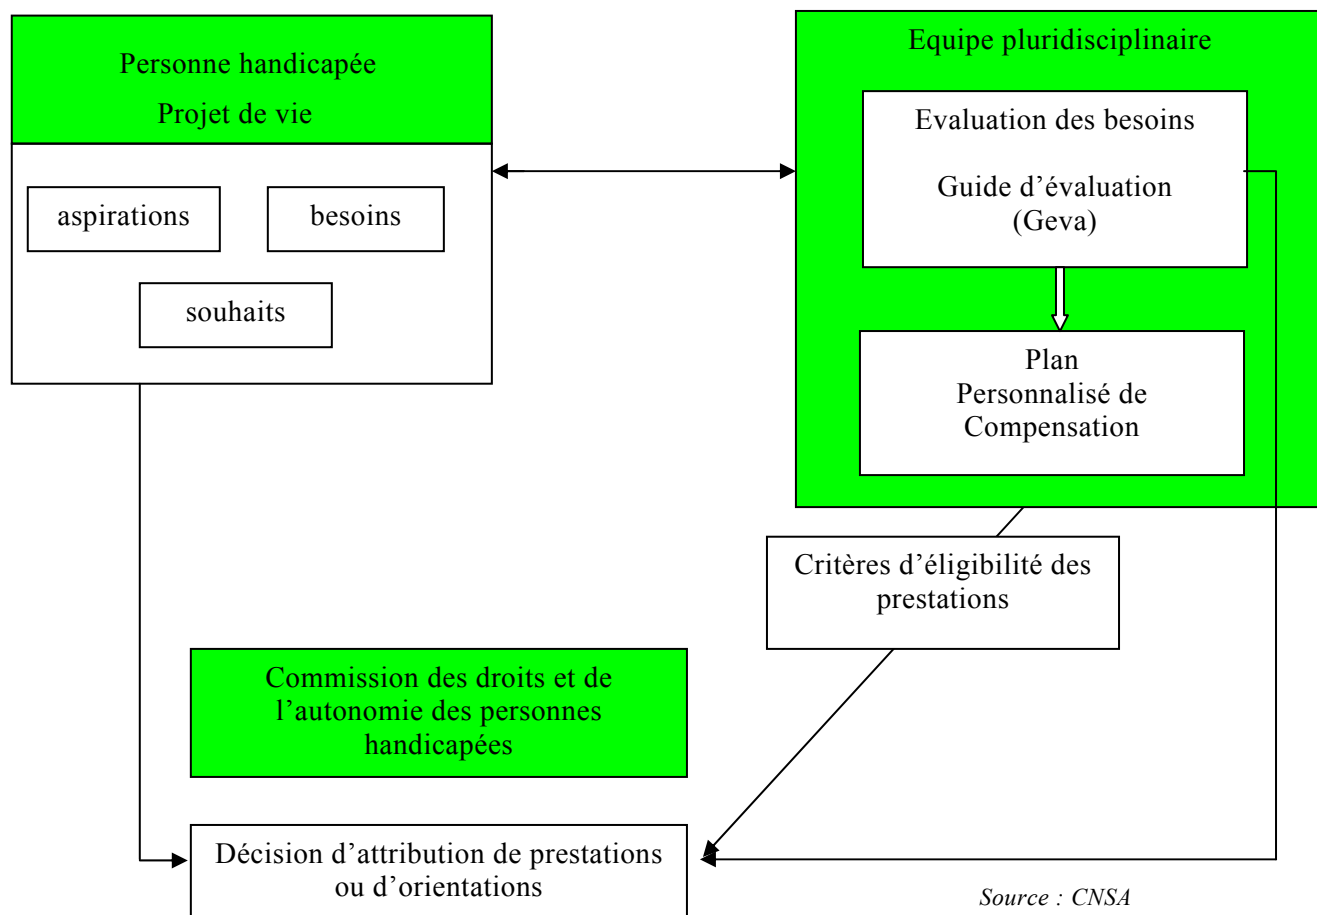 Personne handicapée
Projet de vie
aspirations
besoins
souhaits
Equipe pluridisciplinaire
Evaluation des besoins
Guide d’évaluation
(Geva)
Plan
Personnalisé de
Compensation
Critères d’éligibilité des
prestations
Commission des droits et de
l’autonomie des personnes
handicapées
Décision d’attribution de prestations
ou d’orientations
Source : CNSA